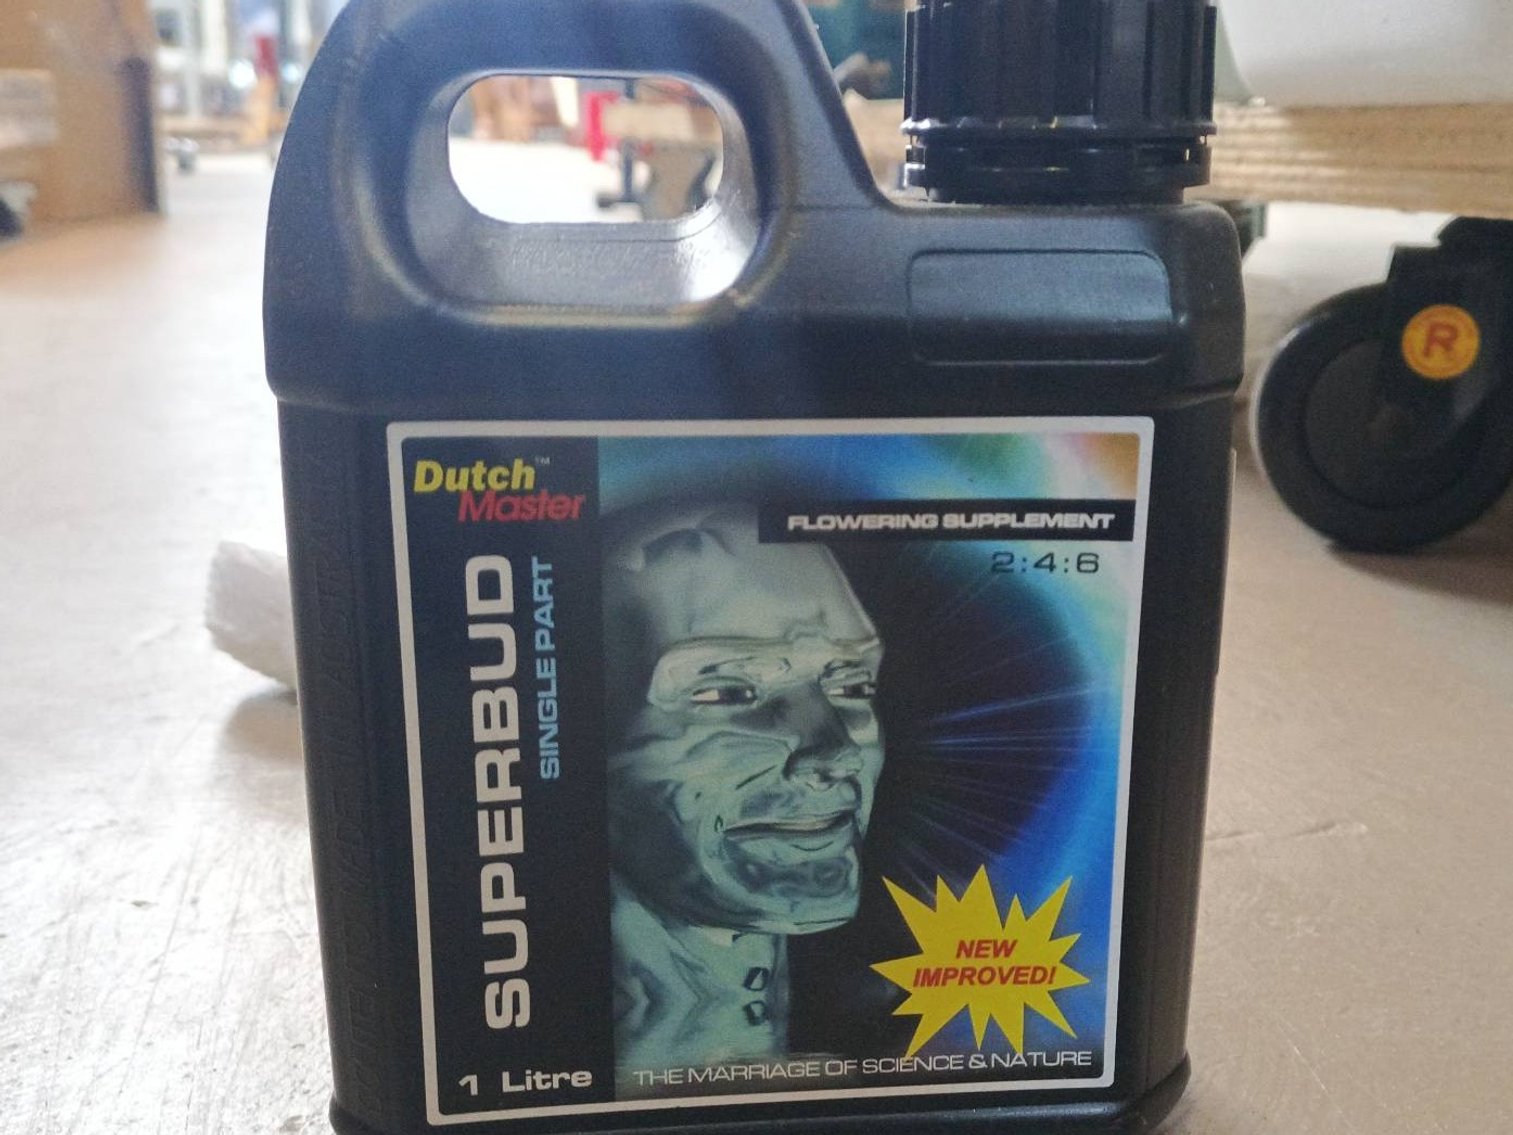 Dutch™
Master
SUPERBUD
SINGLE PART
FLOWERING SUPPLEMENT
2:4:6
NEW
IMPROVED!
1 Litre
THE MARRIAGE OF SCIENCE & NATURE
R